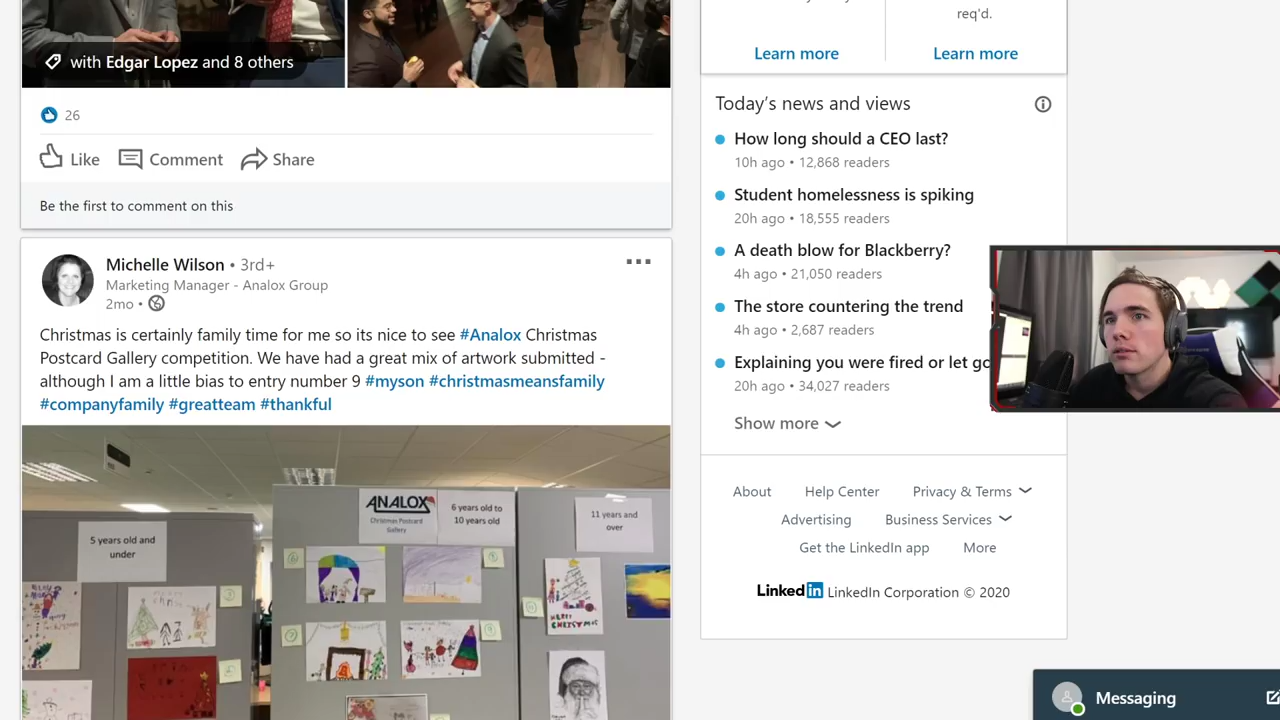 with Edgar Lopez and 8 others
26
Like Comment Share
Be the first to comment on this
Michelle Wilson • 3rd+
Marketing Manager - Analox Group
2mo •
Christmas is certainly family time for me so its nice to see #Analox Christmas
Postcard Gallery competition. We have had a great mix of artwork submitted -
although I am a little bias to entry number 9 #myson #christmasmeansfamily
#companyfamily #greatteam #thankful
5 years old and
under
ANALOX
Christmas Postcard
Gallery
6 years old to
10 years old
11 years and
over
MERRY
CHRISTMAS
req'd.
Learn more
Learn more
Today’s news and views
How long should a CEO last?
10h ago • 12,868 readers
Student homelessness is spiking
20h ago • 18,555 readers
A death blow for Blackberry?
4h ago • 21,050 readers
The store countering the trend
4h ago • 2,687 readers
Explaining you were fired or let go
20h ago • 34,027 readers
Show more
About Help Center Privacy & Terms
Advertising Business Services
Get the LinkedIn app More
LinkedIn LinkedIn Corporation © 2020
Messaging